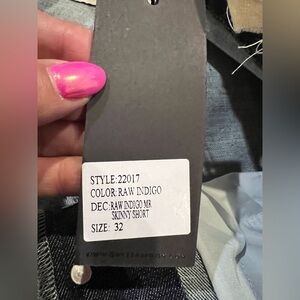 STYLE:22017
COLOR:RAW INDIGO
DEC:RAW INDIGO MR
SKINNY SHORT
SIZE: 32